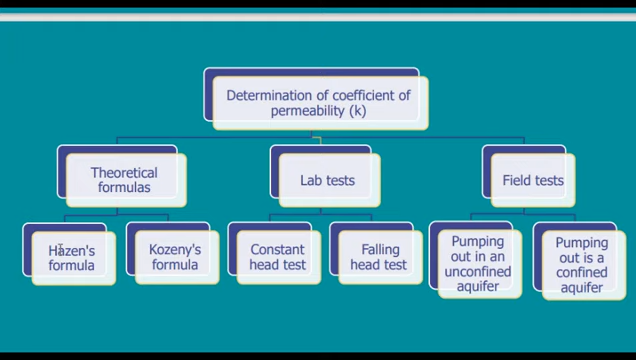 Determination of coefficient of
permeability (k)
Theoretical
formulas
Lab tests
Field tests
Hazen's
formula
Kozeny's
formula
Constant
head test
Falling
head test
Pumping
out in an
unconfined
aquifer
Pumping
out is a
confined
aquifer